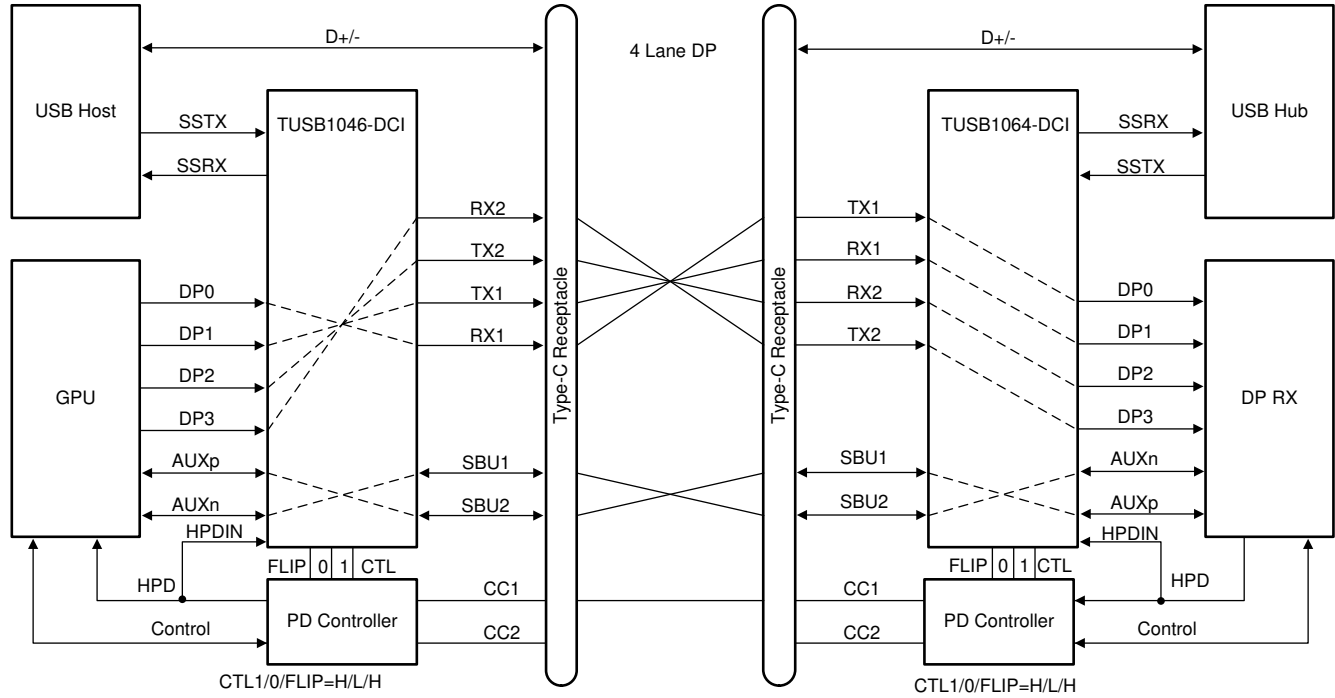 D+/-
4 Lane DP
D+/-
USB Host
SSTX
SSRX
TUSB1046-DCI
TUSB1064-DCI
SSRX
SSTX
USB Hub
RX2
TX2
TX1
RX1
Type-C Receptacle
Type-C Receptacle
TX1
RX1
RX2
TX2
GPU
DP0
DP1
DP2
DP3
AUXp
AUXn
HPDIN
SBU1
SBU2
SBU1
SBU2
DP0
DP1
DP2
DP3
AUXn
AUXp
HPDIN
DP RX
FLIP 0 1 CTL
FLIP 0 1 CTL
HPD
Control
PD Controller
CC1
CC2
CC1
CC2
PD Controller
HPD
Control
CTL1/0/FLIP=H/L/H
CTL1/0/FLIP=H/L/H